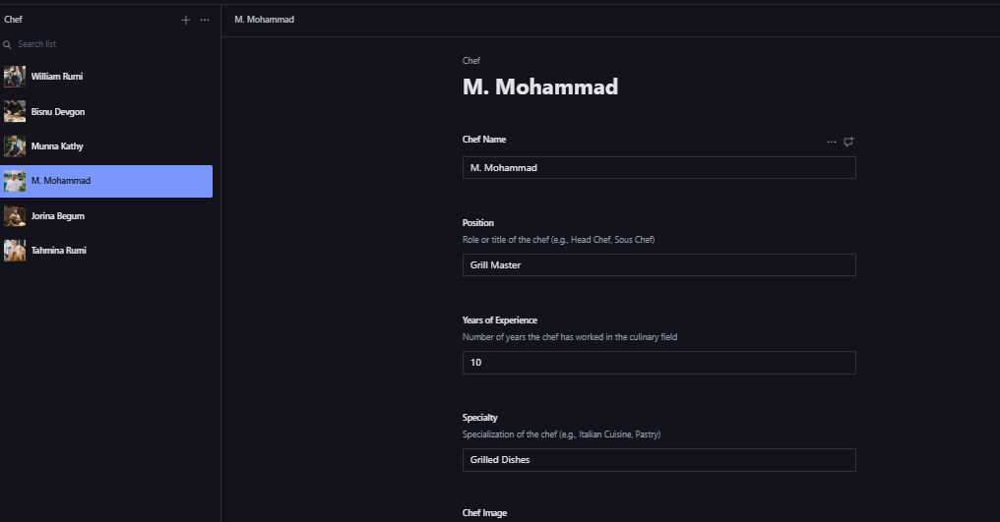 Chef
Search list
William Rumi
Bisnu Devgon
Munna Kathy
M. Mohammad
Jorina Begum
Tahmina Rumi
M. Mohammad
Chef
M. Mohammad
Chef Name
M. Mohammad
Position
Role or title of the chef (e.g., Head Chef, Sous Chef)
Grill Master
Years of Experience
Number of years the chef has worked in the culinary field
10
Specialty
Specialization of the chef (e.g., Italian Cuisine, Pastry)
Grilled Dishes
Chef Image